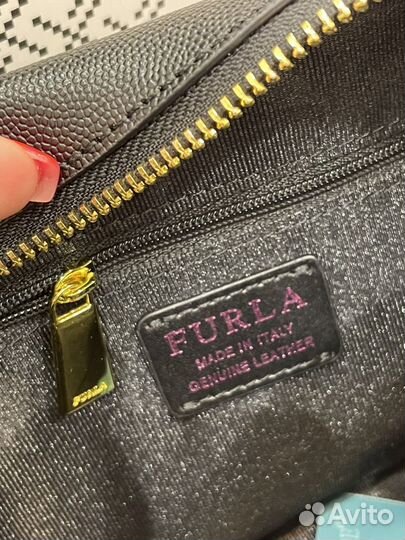 FURLA
MADE IN ITALY
GENUINE LEATHER
Furla
Avito